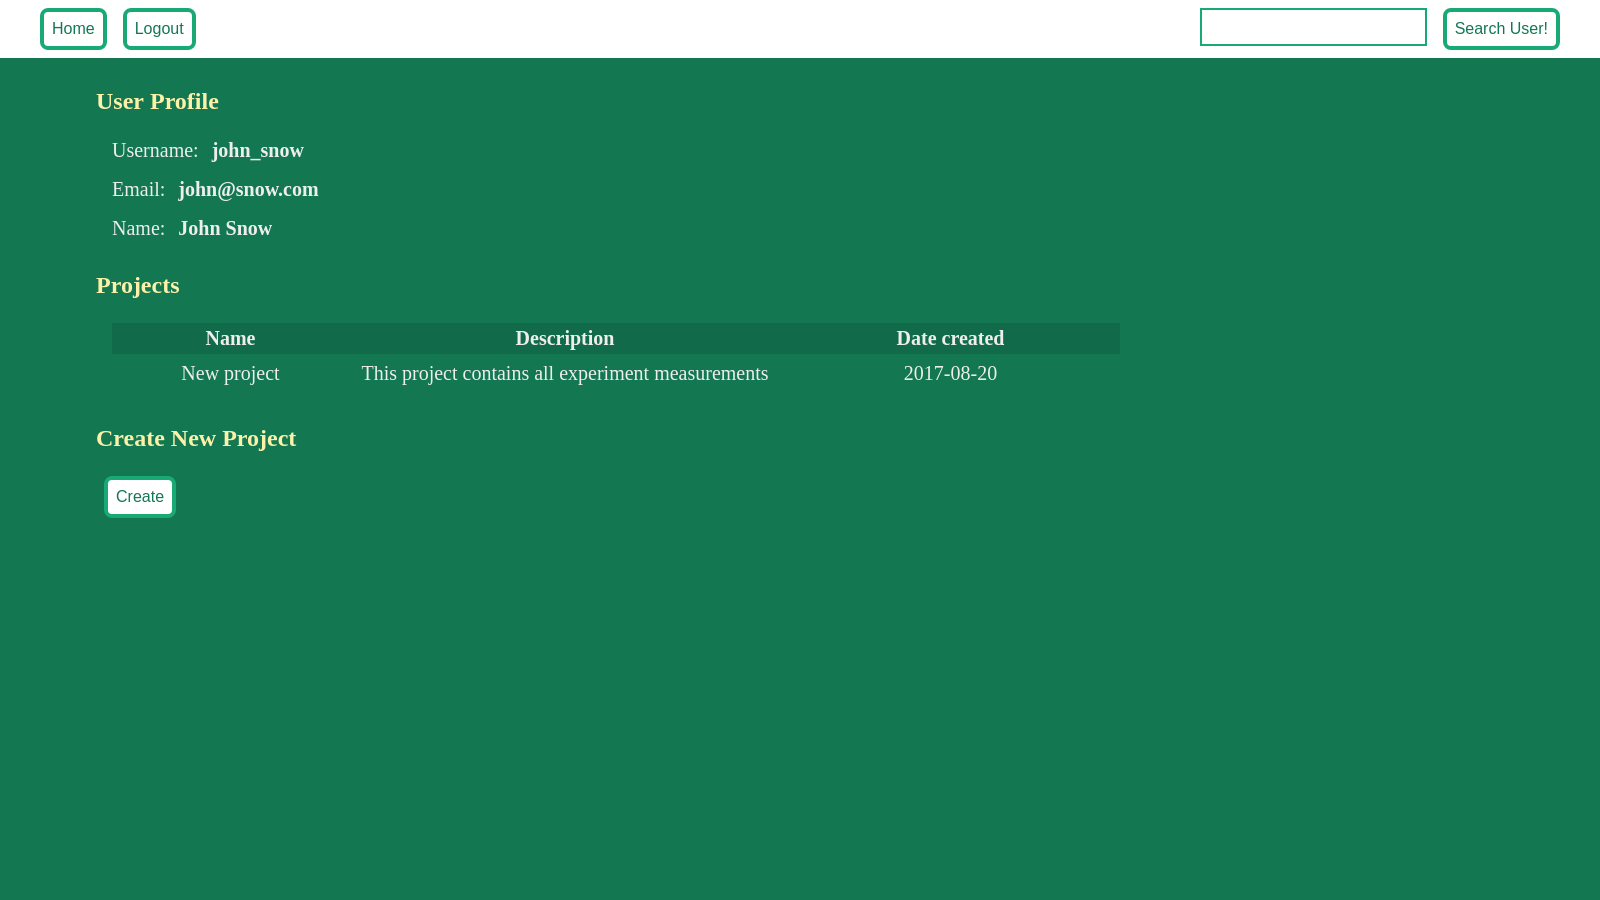 Home Logout Search User!
User Profile
Username: john_snow
Email: john@snow.com
Name: John Snow
Projects
Name Description Date created
New project This project contains all experiment measurements 2017-08-20
Create New Project
Create